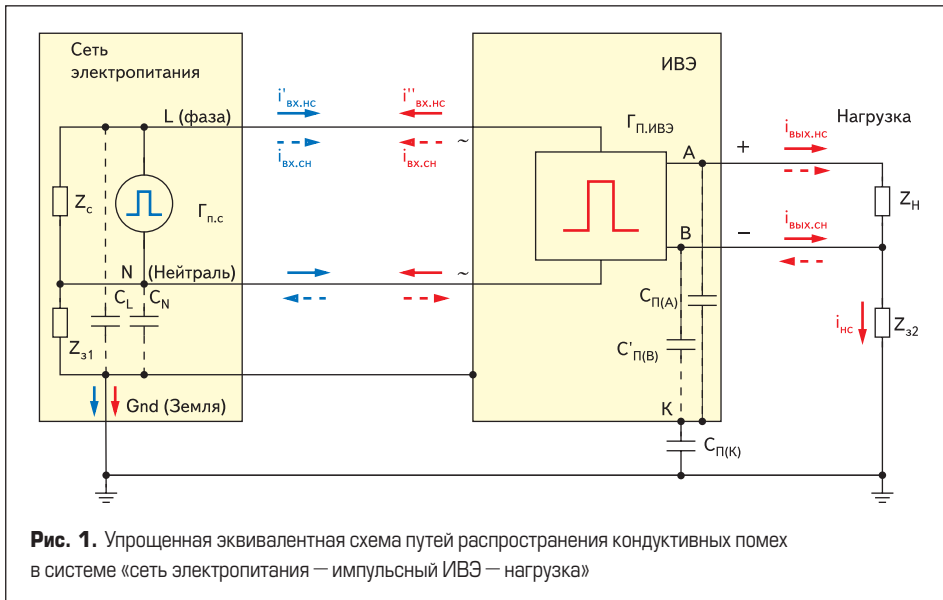 Сеть
электропитания
ИВЭ
i'вх.нс
i''вх.нс
L (фаза)
iвх.сн
iвх.сн
~
ГП.ИВЭ
iвых.нс
Нагрузка
A
+
Zс
Гп.с
ZН
B
−
iвых.сн
N (Нейтраль)
~
CL
CN
CП(A)
Zз1
C'П(B)
iнс
Zз2
Gnd (Земля)
К
CП(К)
Рис. 1. Упрощенная эквивалентная схема путей распространения кондуктивных помех
в системе «сеть электропитания — импульсный ИВЭ — нагрузка»